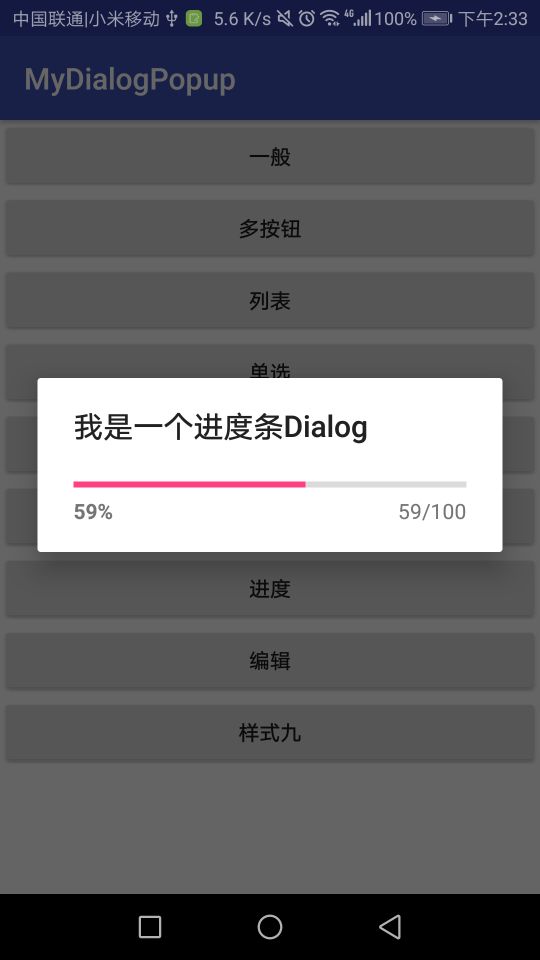 中国联通|小米移动 5.6 K/s 4G 100% 下午2:33
MyDialogPopup
一般
多按钮
列表
单选
我是一个进度条Dialog
59% 59/100
进度
编辑
样式九